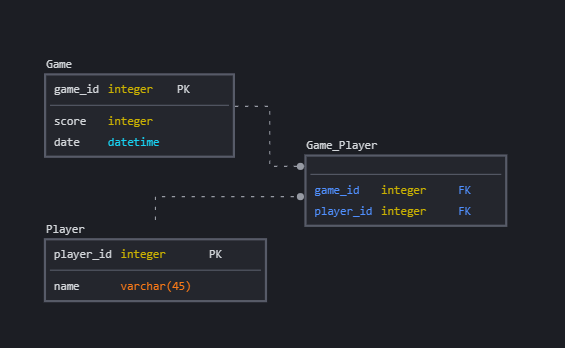 Game
game_id integer PK
score integer
date datetime
Game_Player
game_id integer FK
player_id integer FK
Player
player_id integer PK
name varchar(45)